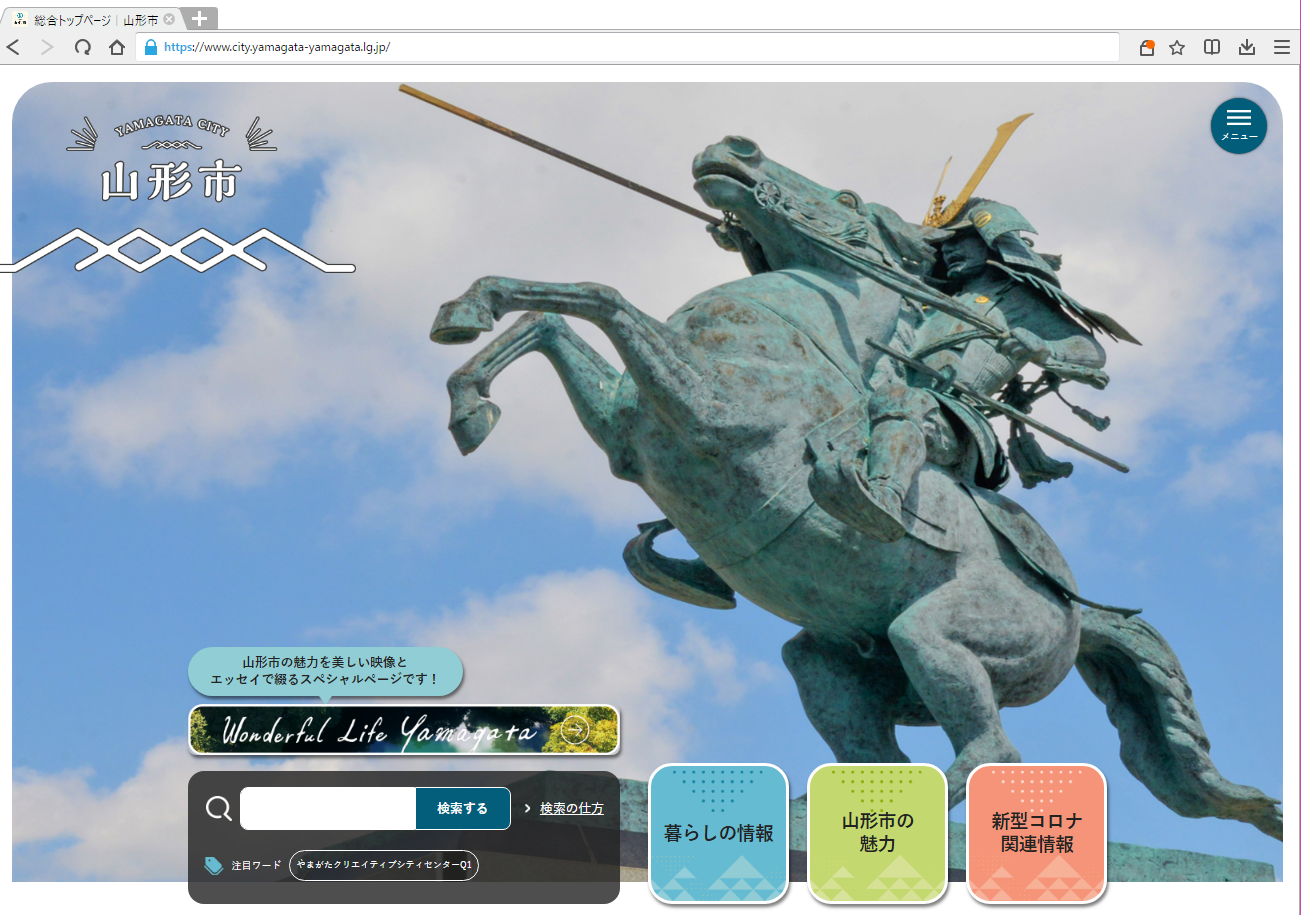 総合トップページ｜山形市
https://www.city.yamagata-yamagata.lg.jp/
YAMAGATA CITY
山形市
メニュー
山形市の魅力を美しい映像と
エッセイで綴るスペシャルページです！
Wonderful Life Yamagata
検索する
検索の仕方
注目ワード
やまがたクリエイティブシティセンターQ1
暮らしの情報
山形市の
魅力
新型コロナ
関連情報